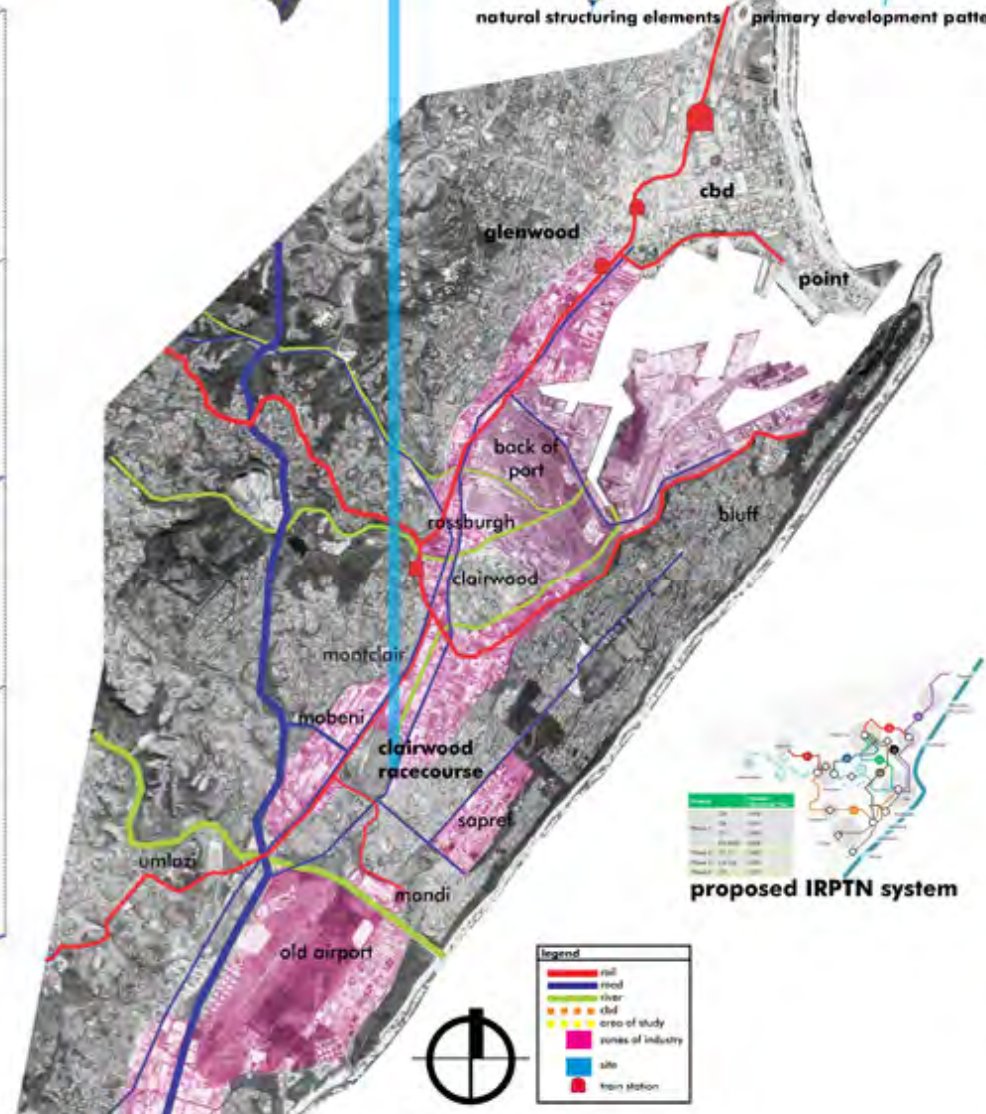 natural structuring elements
primary development patte
cbd
glenwood
point
back of
port
rossburgh
bluff
clairwood
montclair
mobeni
clairwood
racecourse
sapref
umlazi
mondi
old airport
proposed IRPTN system
legend
rail
road
river
cbd
area of study
zones of industry
site
train station